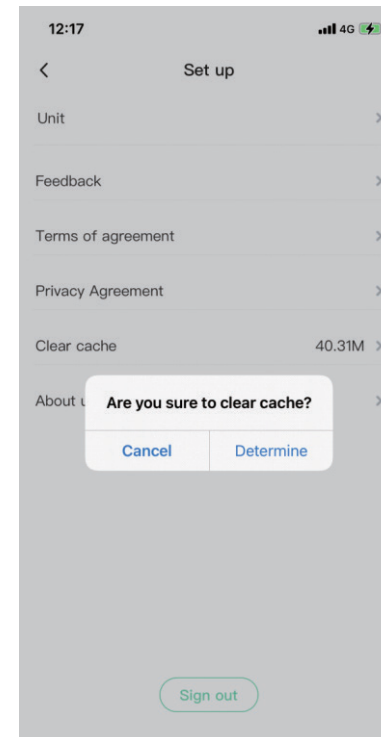 12:17
4G
Set up
Unit
Feedback
Terms of agreement
Privacy Agreement
Clear cache 40.31M
About
Are you sure to clear cache?
Cancel Determine
Sign out